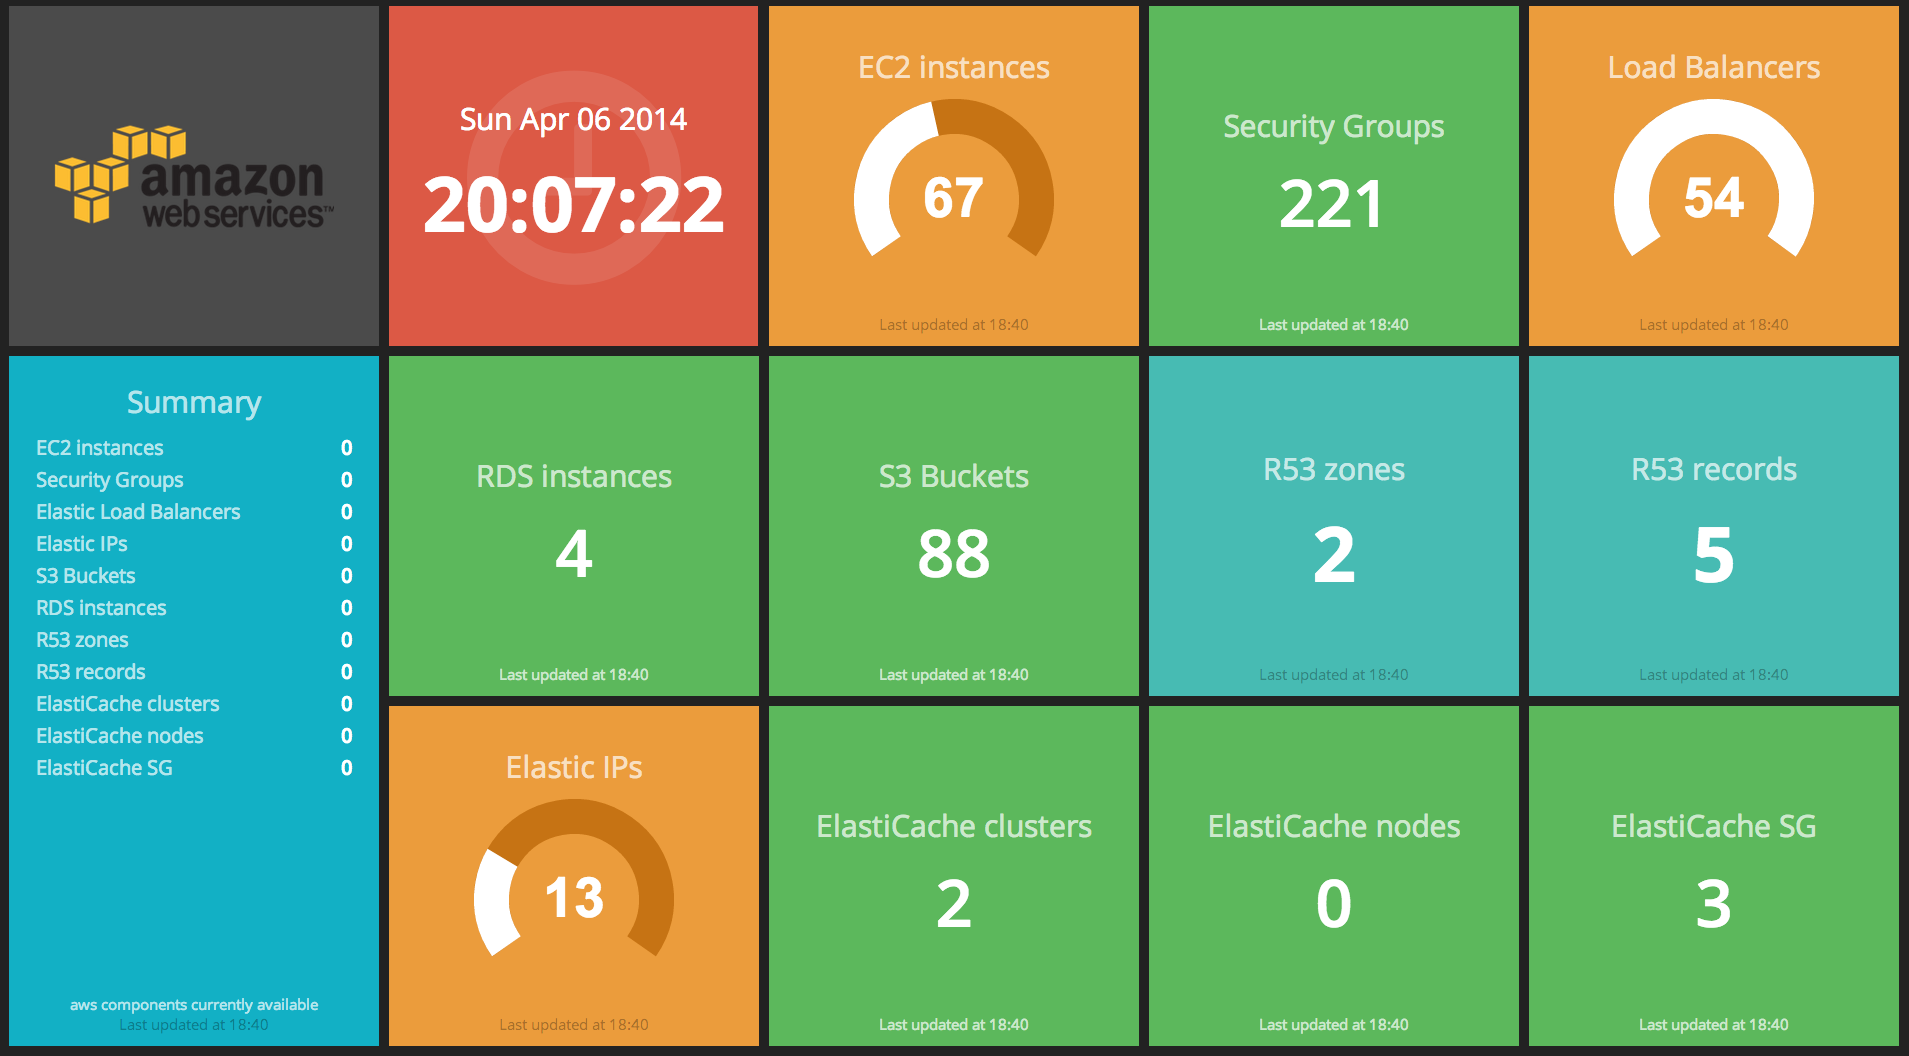 amazon
web services™
Sun Apr 06 2014
20:07:22
EC2 instances
67
Last updated at 18:40
Security Groups
221
Last updated at 18:40
Load Balancers
54
Last updated at 18:40
Summary
EC2 instances 0
Security Groups 0
Elastic Load Balancers 0
Elastic IPs 0
S3 Buckets 0
RDS instances 0
R53 zones 0
R53 records 0
ElastiCache clusters 0
ElastiCache nodes 0
ElastiCache SG 0
aws components currently available
Last updated at 18:40
RDS instances
4
Last updated at 18:40
S3 Buckets
88
Last updated at 18:40
R53 zones
2
Last updated at 18:40
R53 records
5
Last updated at 18:40
Elastic IPs
13
Last updated at 18:40
ElastiCache clusters
2
Last updated at 18:40
ElastiCache nodes
0
Last updated at 18:40
ElastiCache SG
3
Last updated at 18:40